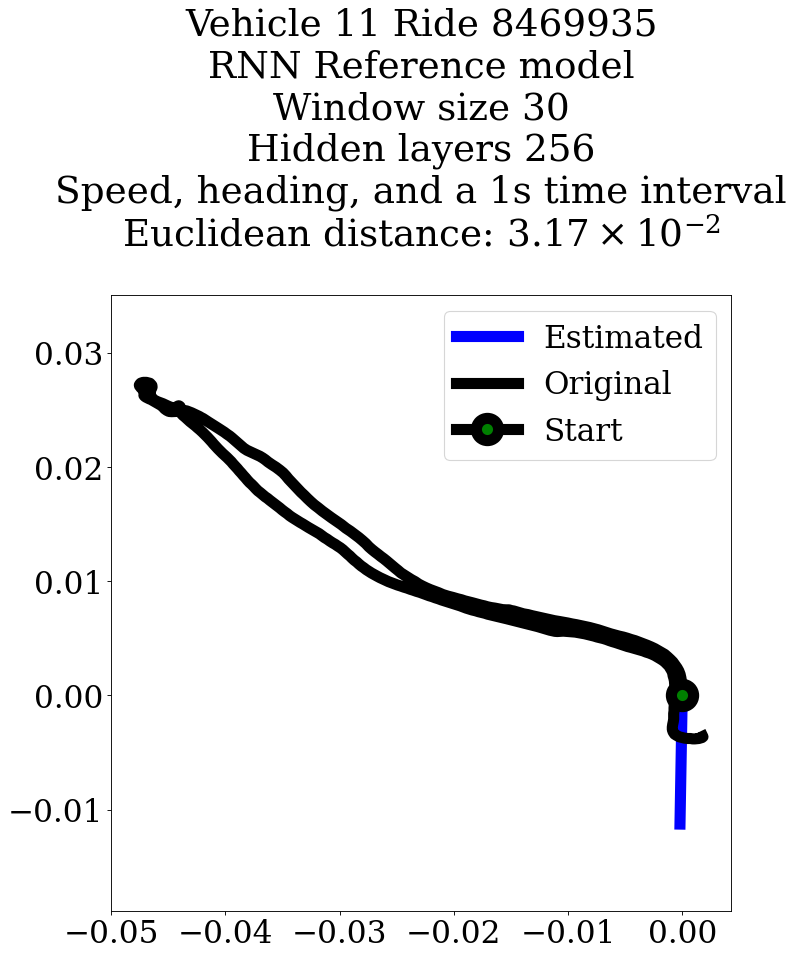 Vehicle 11 Ride 8469935
RNN Reference model
Window size 30
Hidden layers 256
Speed, heading, and a 1s time interval
Euclidean distance: 3.17 × 10⁻²
Estimated
Original
Start
0.03
0.02
0.01
0.00
−0.01
−0.05 −0.04 −0.03 −0.02 −0.01 0.00